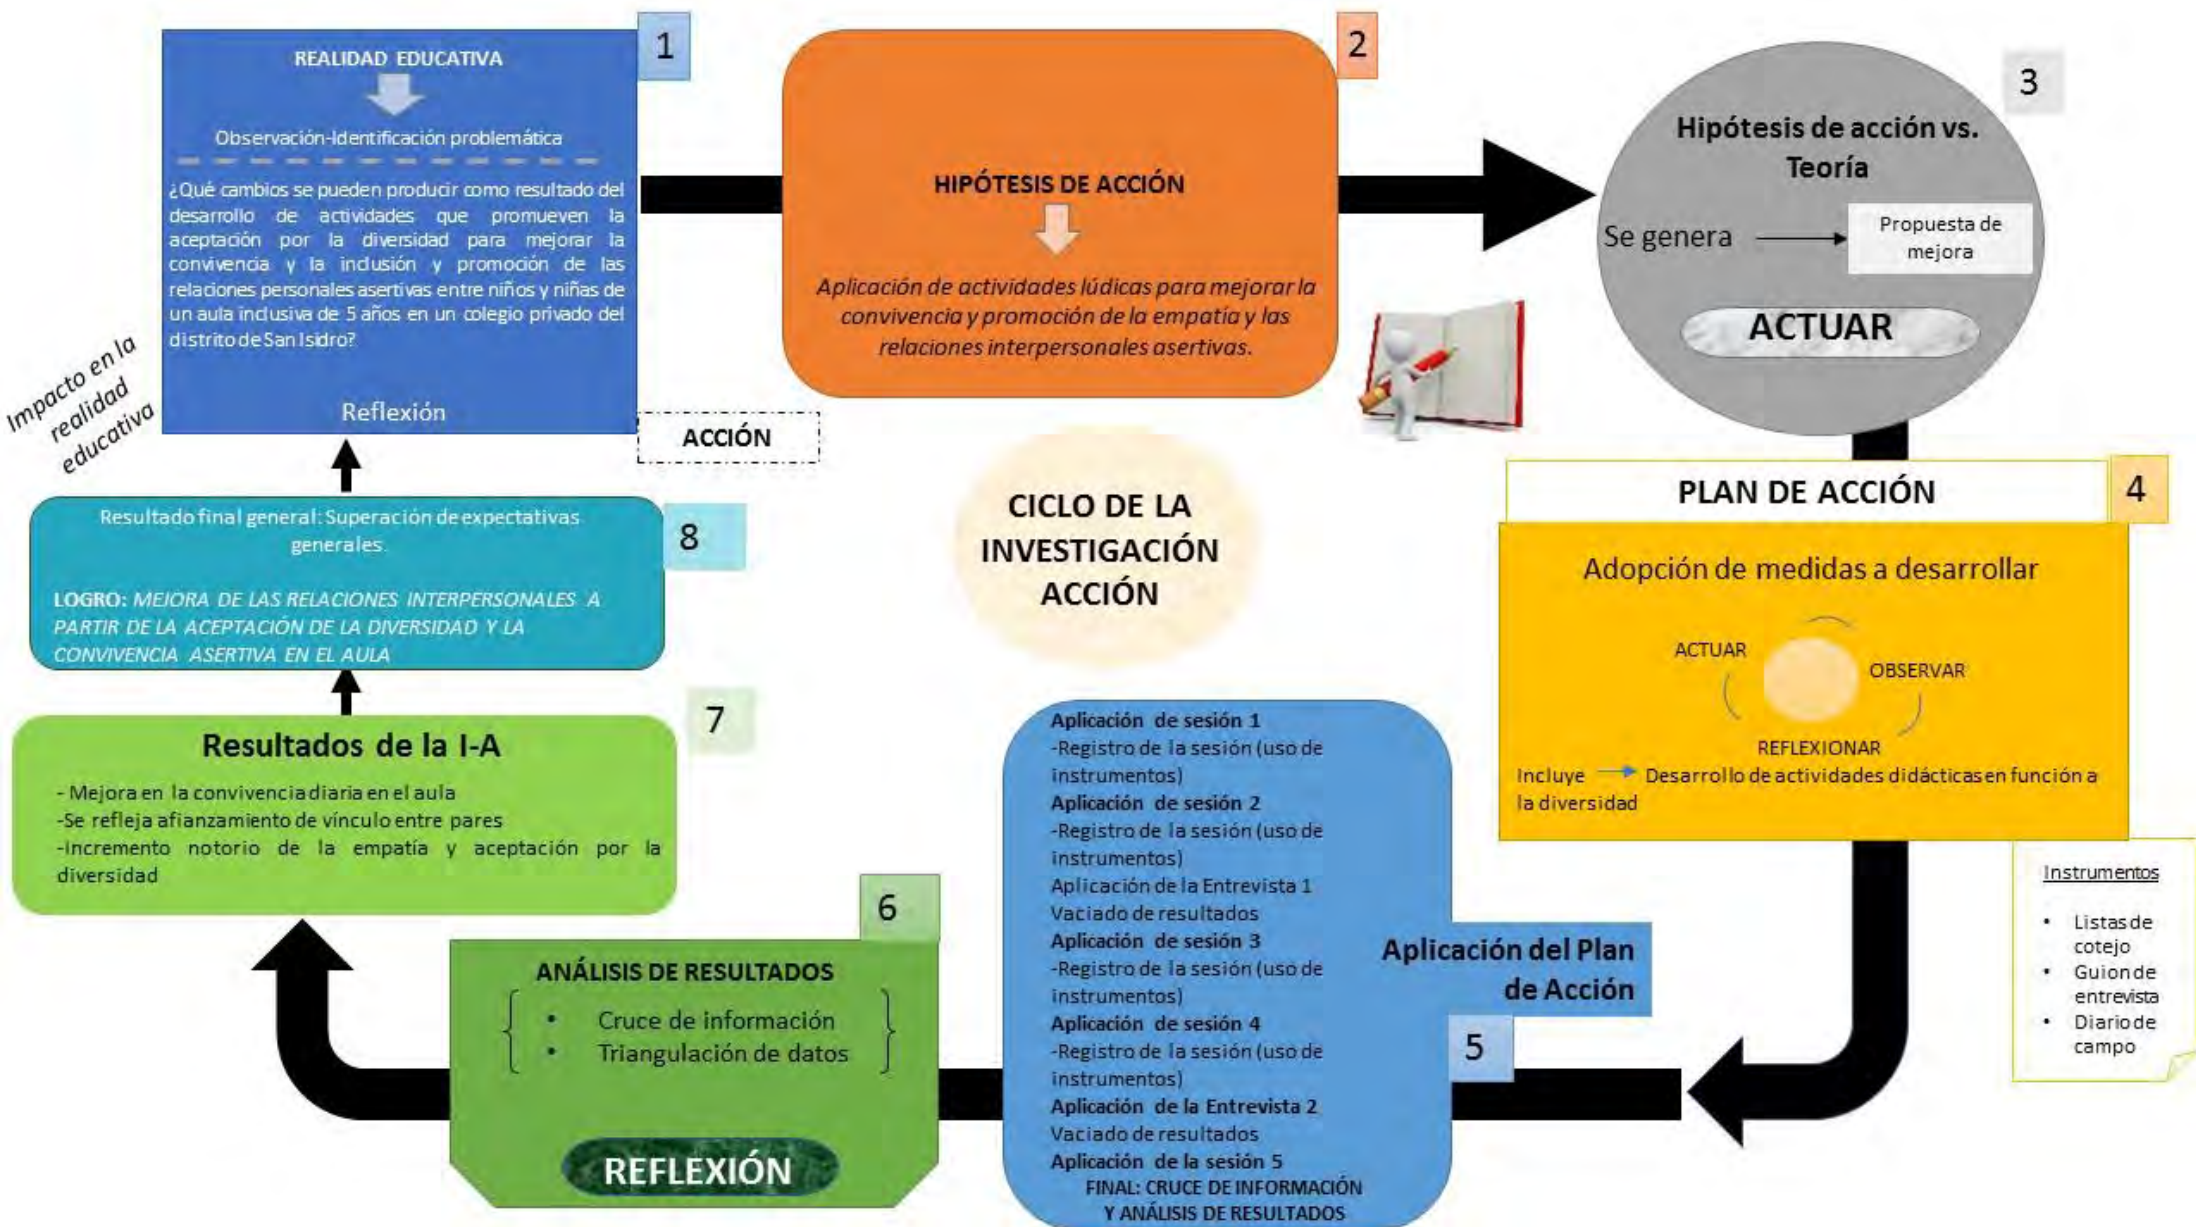 1
REALIDAD EDUCATIVA
Observación-Identificación problemática
¿Qué cambios se pueden producir como resultado del
desarrollo de actividades que promueven la
aceptación por la diversidad para mejorar la
convivencia y la inclusión y promoción de las
relaciones personales asertivas entre niños y niñas de
un aula inclusiva de 5 años en un colegio privado del
distrito de San Isidro?
Reflexión
ACCIÓN
2
HIPÓTESIS DE ACCIÓN
Aplicación de actividades lúdicas para mejorar la
convivencia y promoción de la empatía y las
relaciones interpersonales asertivas.
3
Hipótesis de acción vs.
Teoría
Se genera
Propuesta de
mejora
ACTUAR
CICLO DE LA
INVESTIGACIÓN
ACCIÓN
4
PLAN DE ACCIÓN
Adopción de medidas a desarrollar
ACTUAR
OBSERVAR
REFLEXIONAR
Incluye Desarrollo de actividades didácticas en función a
la diversidad
Instrumentos
• Listas de
cotejo
• Guion de
entrevista
• Diario de
campo
5
Aplicación del Plan
de Acción
Aplicación de sesión 1
-Registro de la sesión (uso de
instrumentos)
Aplicación de sesión 2
-Registro de la sesión (uso de
instrumentos)
Aplicación de la Entrevista 1
Vaciado de resultados
Aplicación de sesión 3
-Registro de la sesión (uso de
instrumentos)
Aplicación de sesión 4
-Registro de la sesión (uso de
instrumentos)
Aplicación de la Entrevista 2
Vaciado de resultados
Aplicación de la sesión 5
FINAL: CRUCE DE INFORMACIÓN
Y ANÁLISIS DE RESULTADOS
6
ANÁLISIS DE RESULTADOS
• Cruce de información
• Triangulación de datos
REFLEXIÓN
7
Resultados de la I-A
- Mejora en la convivencia diaria en el aula
-Se refleja afianzamiento de vínculo entre pares
-Incremento notorio de la empatía y aceptación por la
diversidad
8
Resultado final general: Superación de expectativas
generales.
LOGRO: MEJORA DE LAS RELACIONES INTERPERSONALES A
PARTIR DE LA ACEPTACIÓN DE LA DIVERSIDAD Y LA
CONVIVENCIA ASERTIVA EN EL AULA
Impacto en la
realidad
educativa